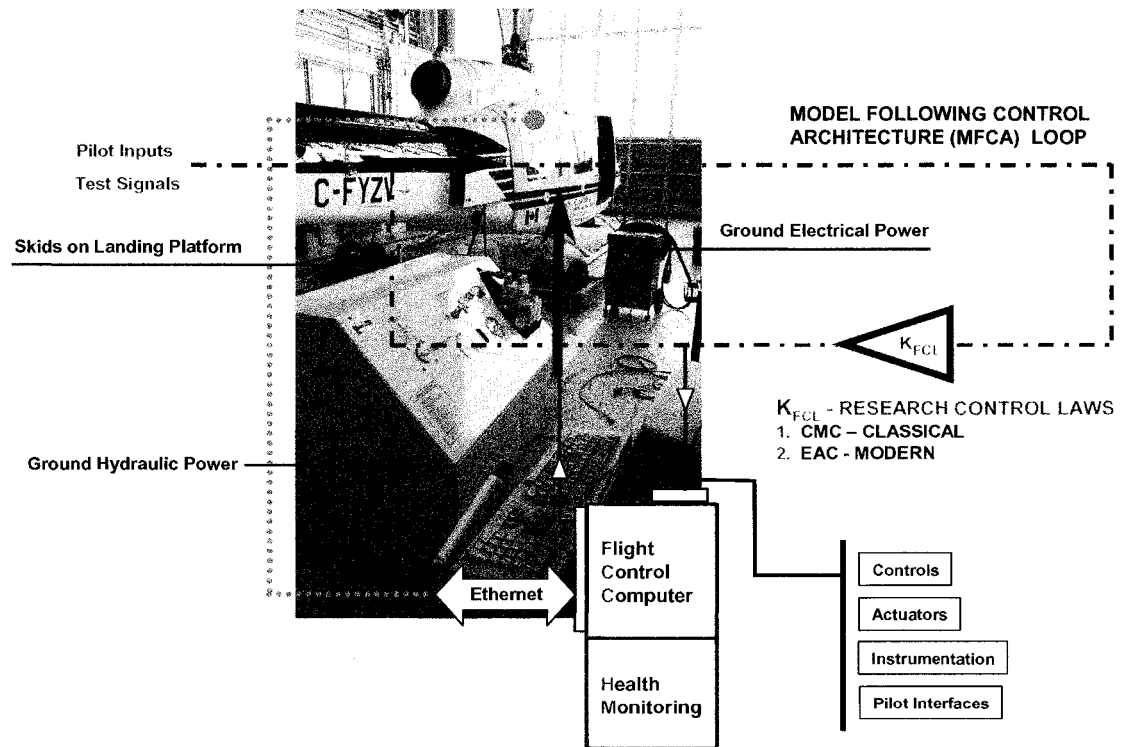 MODEL FOLLOWING CONTROL
ARCHITECTURE (MFCA) LOOP
Pilot Inputs
Test Signals
C-FYZV
Skids on Landing Platform
Ground Electrical Power
K_FCL
K_FCL - RESEARCH CONTROL LAWS
1. CMC – CLASSICAL
2. EAC - MODERN
Ground Hydraulic Power
Flight
Control
Computer
Ethernet
Health
Monitoring
Controls
Actuators
Instrumentation
Pilot Interfaces